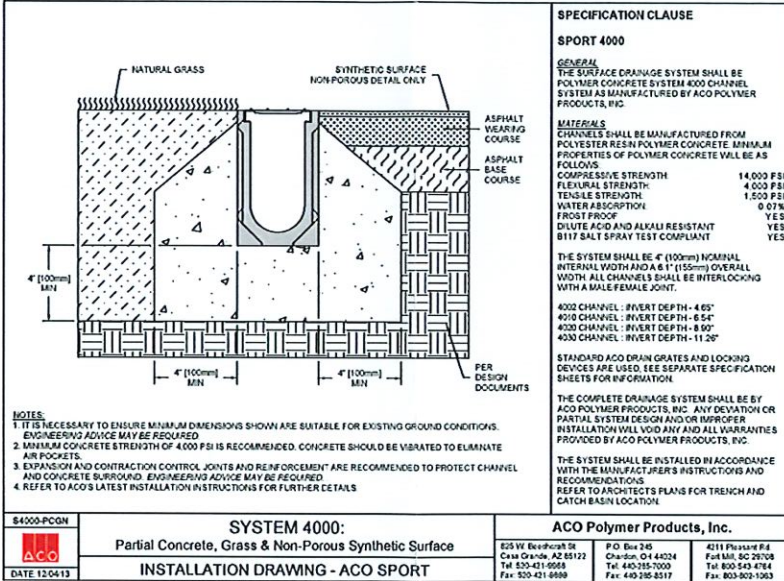 NATURAL GRASS
SYNTHETIC SURFACE
NON-POROUS DETAIL ONLY
ASPHALT
WEARING
COURSE
ASPHALT
BASE
COURSE
4" [100mm]
MIN
4" [100mm]
MIN
4" [100mm]
MIN
PER
DESIGN
DOCUMENTS
NOTES:
1. IT IS NECESSARY TO ENSURE MINIMUM DIMENSIONS SHOWN ARE SUITABLE FOR EXISTING GROUND CONDITIONS.
ENGINEERING ADVICE MAY BE REQUIRED.
2. MINIMUM CONCRETE STRENGTH OF 4,000 PSI IS RECOMMENDED. CONCRETE SHOULD BE VIBRATED TO ELIMINATE
AIR POCKETS.
3. EXPANSION AND CONTRACTION CONTROL JOINTS AND REINFORCEMENT ARE RECOMMENDED TO PROTECT CHANNEL
AND CONCRETE SURROUND. ENGINEERING ADVICE MAY BE REQUIRED.
4. REFER TO ACO'S LATEST INSTALLATION INSTRUCTIONS FOR FURTHER DETAILS
SPECIFICATION CLAUSE
SPORT 4000
GENERAL
THE SURFACE DRAINAGE SYSTEM SHALL BE
POLYMER CONCRETE SYSTEM 4000 CHANNEL
SYSTEM AS MANUFACTURED BY ACO POLYMER
PRODUCTS, INC.
MATERIALS
CHANNELS SHALL BE MANUFACTURED FROM
POLYESTER RESIN POLYMER CONCRETE. MINIMUM
PROPERTIES OF POLYMER CONCRETE WILL BE AS
FOLLOWS:
COMPRESSIVE STRENGTH: 14,000 PSI
FLEXURAL STRENGTH: 4,000 PSI
TENSILE STRENGTH: 1,500 PSI
WATER ABSORPTION: 0.07%
FROST PROOF YES
DILUTE ACID AND ALKALI RESISTANT YES
B117 SALT SPRAY TEST COMPLIANT YES
THE SYSTEM SHALL BE 4" (100mm) NOMINAL
INTERNAL WIDTH AND A 6.1" (155mm) OVERALL
WIDTH. ALL CHANNELS SHALL BE INTERLOCKING
WITH A MALE/FEMALE JOINT.
4002 CHANNEL : INVERT DEPTH - 4.65"
4010 CHANNEL : INVERT DEPTH - 6.54"
4020 CHANNEL : INVERT DEPTH - 8.90"
4030 CHANNEL : INVERT DEPTH - 11.26"
STANDARD ACO DRAIN GRATES AND LOCKING
DEVICES ARE USED, SEE SEPARATE SPECIFICATION
SHEETS FOR INFORMATION.
THE COMPLETE DRAINAGE SYSTEM SHALL BE BY
ACO POLYMER PRODUCTS, INC. ANY DEVIATION OR
PARTIAL SYSTEM DESIGN AND/OR IMPROPER
INSTALLATION WILL VOID ANY AND ALL WARRANTIES
PROVIDED BY ACO POLYMER PRODUCTS, INC.
THE SYSTEM SHALL BE INSTALLED IN ACCORDANCE
WITH THE MANUFACTURER'S INSTRUCTIONS AND
RECOMMENDATIONS.
REFER TO ARCHITECTS PLANS FOR TRENCH AND
CATCH BASIN LOCATION.
S4000-PCGN
ACO
DATE: 12/04/13
SYSTEM 4000:
Partial Concrete, Grass & Non-Porous Synthetic Surface
INSTALLATION DRAWING - ACO SPORT
ACO Polymer Products, Inc.
825 W. Beechcraft St
Casa Grande, AZ 85122
Tel: 520-421-9988
Fax: 520-421-9899
P.O. Box 245
Chardon, OH 44024
Tel. 440-285-7000
Fax: 440-285-8517
4211 Pleasant Rd.
Fort Mill, SC 29708
Tel: 800-543-4764
Fax: 803-802-1063